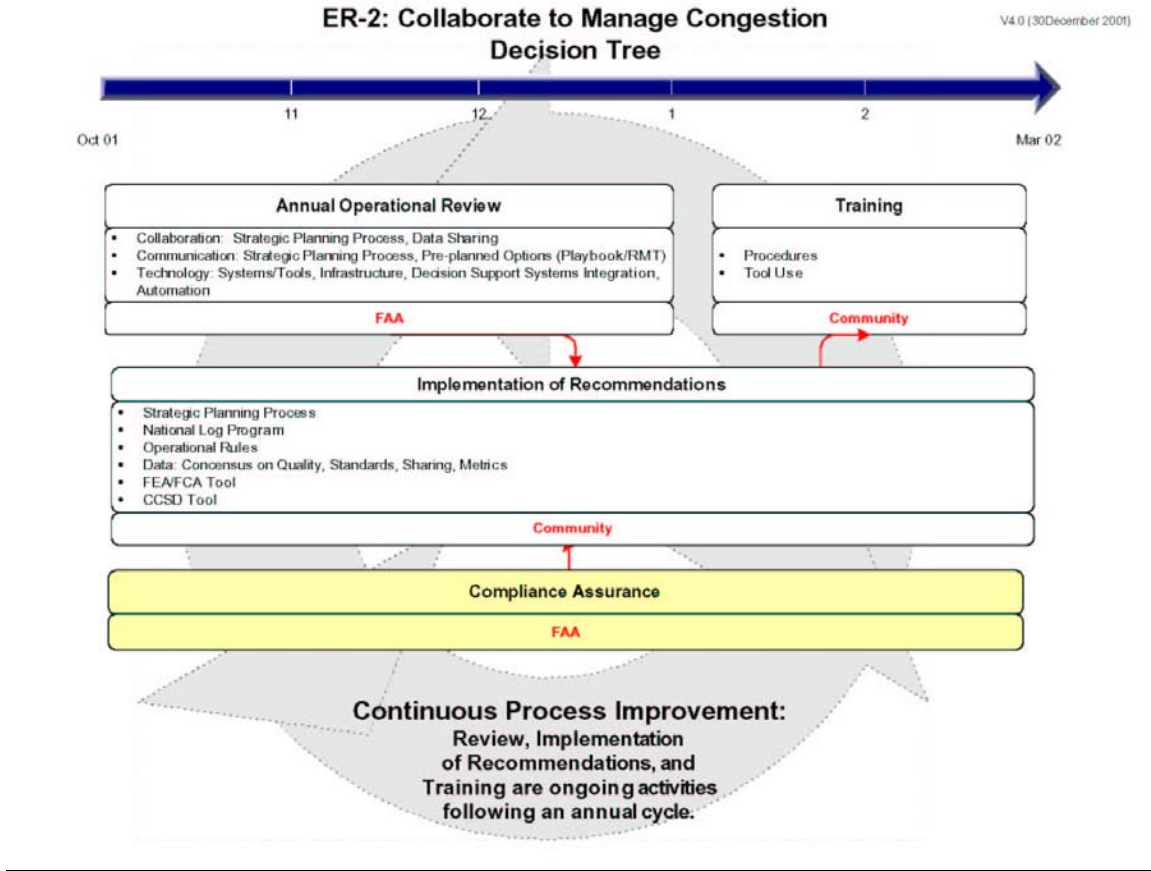 ER-2: Collaborate to Manage Congestion
Decision Tree
V4.0 (30December 2001)
11
12
1
2
Oct 01
Mar 02
Annual Operational Review
• Collaboration: Strategic Planning Process, Data Sharing
• Communication: Strategic Planning Process, Pre-planned Options (Playbook/RMT)
• Technology: Systems/Tools, Infrastructure, Decision Support Systems Integration,
Automation
FAA
Training
• Procedures
• Tool Use
Community
Implementation of Recommendations
• Strategic Planning Process
• National Log Program
• Operational Rules
• Data: Concensus on Quality, Standards, Sharing, Metrics
• FEA/FCA Tool
• CCSD Tool
Community
Compliance Assurance
FAA
Continuous Process Improvement:
Review, Implementation
of Recommendations, and
Training are ongoing activities
following an annual cycle.